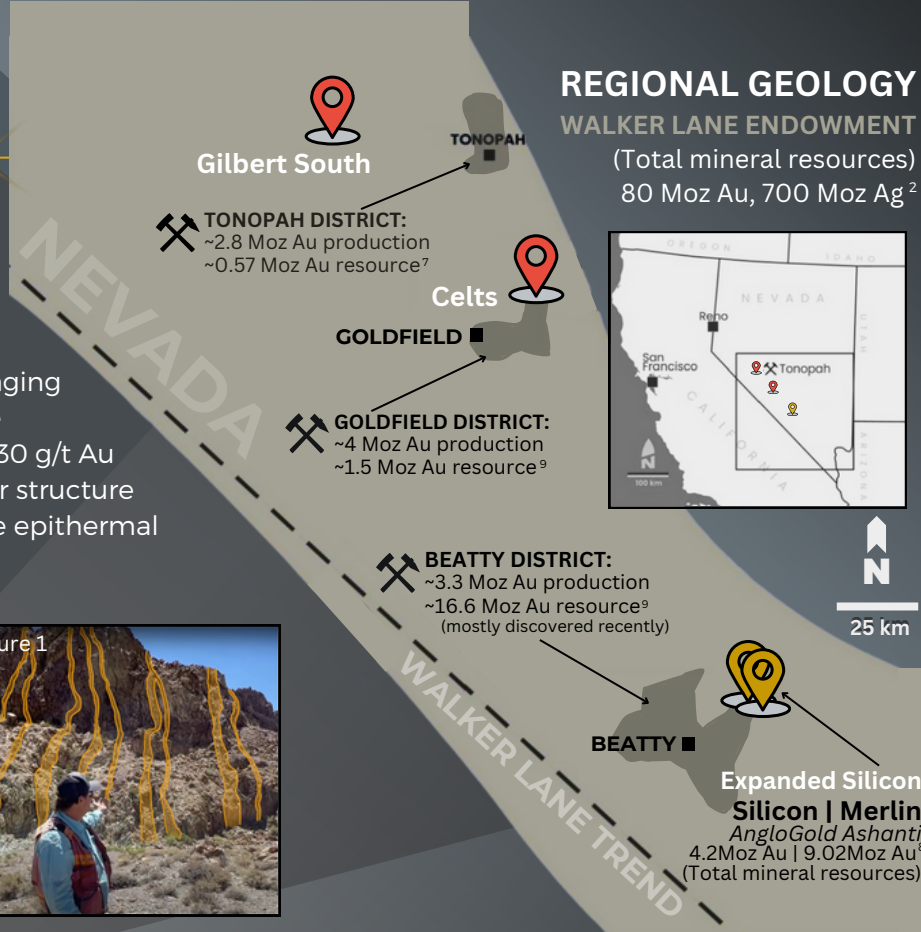 REGIONAL GEOLOGY
WALKER LANE ENDOWMENT
(Total mineral resources)
80 Moz Au, 700 Moz Ag ²
Gilbert South
TONOPAH
TONOPAH DISTRICT:
~2.8 Moz Au production
~0.57 Moz Au resource⁷
NEVADA
Celts
GOLDFIELD
GOLDFIELD DISTRICT:
~4 Moz Au production
~1.5 Moz Au resource⁹
OREGON
IDAHO
NEVADA
UTAH
Reno
San
Francisco
Tonopah
CALIFORNIA
ARIZONA
N
100 km
N
25 km
aging
30 g/t Au
r structure
e epithermal
BEATTY DISTRICT:
~3.3 Moz Au production
~16.6 Moz Au resource⁹
(mostly discovered recently)
ure 1
WALKER LANE TREND
BEATTY
Expanded Silicon
Silicon | Merlin
AngloGold Ashanti
4.2Moz Au | 9.02Moz Au
(Total mineral resources)